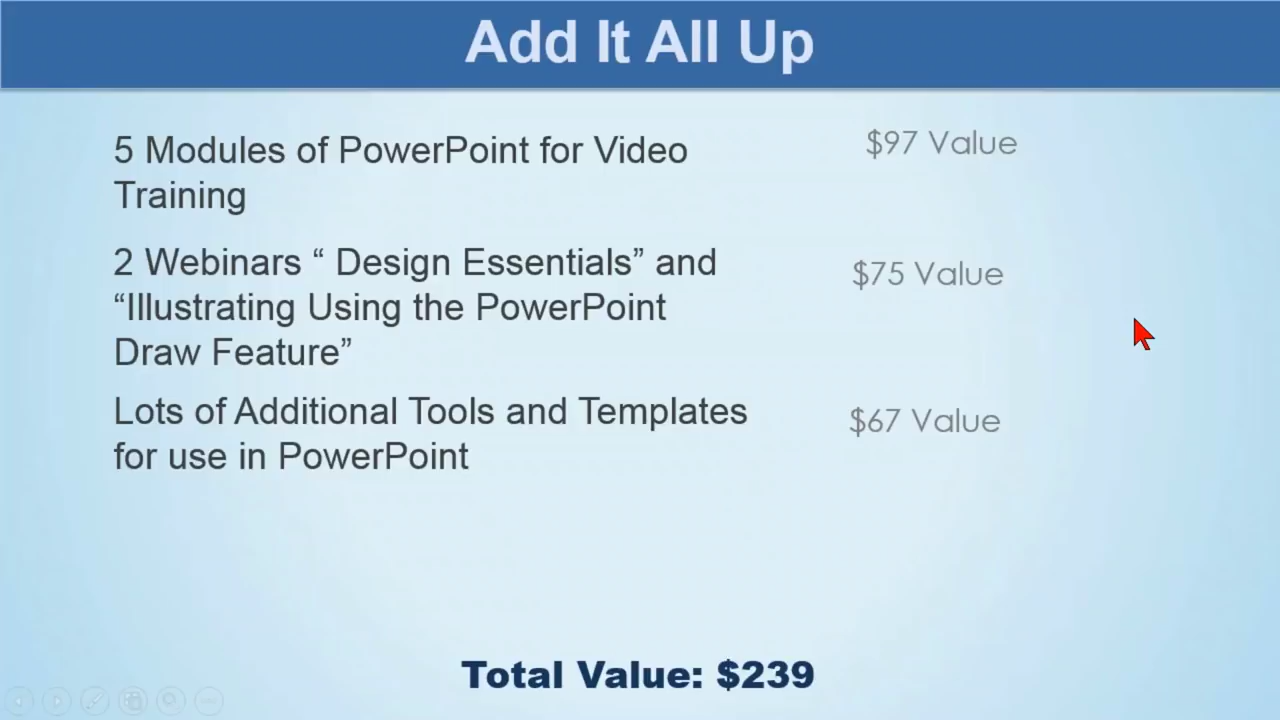 Add It All Up
5 Modules of PowerPoint for Video
Training
$97 Value
2 Webinars “ Design Essentials” and
“Illustrating Using the PowerPoint
Draw Feature”
$75 Value
Lots of Additional Tools and Templates
for use in PowerPoint
$67 Value
Total Value: $239